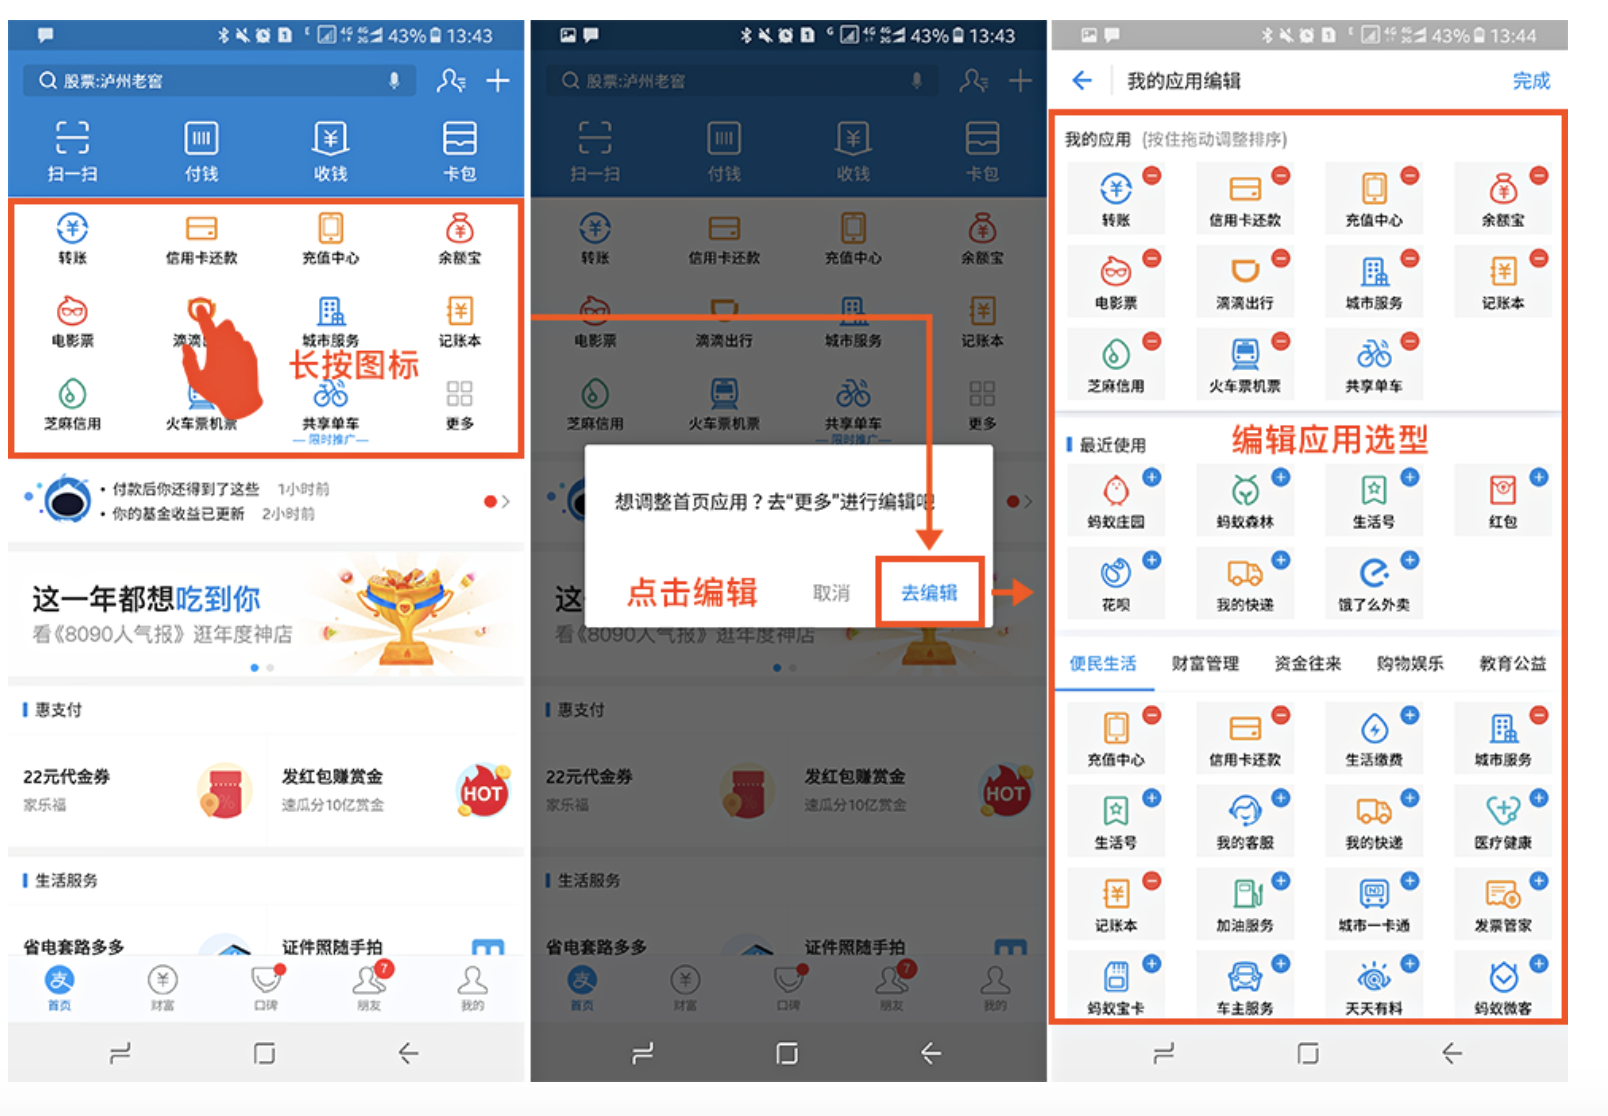 43% 13:43
股票:泸州老窖
扫一扫 付钱 收钱 卡包
转账 信用卡还款 充值中心 余额宝
电影票 滴滴出 城市服务 记账本
长按图标
芝麻信用 火车票机票 共享单车 更多
限时推广
· 付款后你还得到了这些 1小时前
· 你的基金收益已更新 2小时前
这一年都想吃到你
看《8090人气报》逛年度神店
惠支付
22元代金券 发红包赚赏金
家乐福 速瓜分10亿赏金
HOT
生活服务
省电套路多多 证件照随手拍
7
首页 财富 口碑 朋友 我的
43% 13:43
股票:泸州老窖
扫一扫 付钱 收钱 卡包
转账 信用卡还款 充值中心 余额宝
电影票 滴滴出行 城市服务 记账本
芝麻信用 火车票机票 共享单车 更多
限时推广
想调整首页应用？去“更多”进行编辑吧
点击编辑 取消 去编辑
这
看《8090人气报》逛年度神店
惠支付
22元代金券 发红包赚赏金
家乐福 速瓜分10亿赏金
HOT
生活服务
省电套路多多 证件照随手拍
7
首页 财富 口碑 朋友 我的
43% 13:44
我的应用编辑 完成
我的应用 (按住拖动调整排序)
转账 信用卡还款 充值中心 余额宝
电影票 滴滴出行 城市服务 记账本
芝麻信用 火车票机票 共享单车
最近使用 编辑应用选型
蚂蚁庄园 蚂蚁森林 生活号 红包
花呗 我的快递 饿了么外卖
便民生活 财富管理 资金往来 购物娱乐 教育公益
充值中心 信用卡还款 生活缴费 城市服务
生活号 我的客服 我的快递 医疗健康
记账本 加油服务 城市一卡通 发票管家
蚂蚁宝卡 车主服务 天天有料 蚂蚁微客